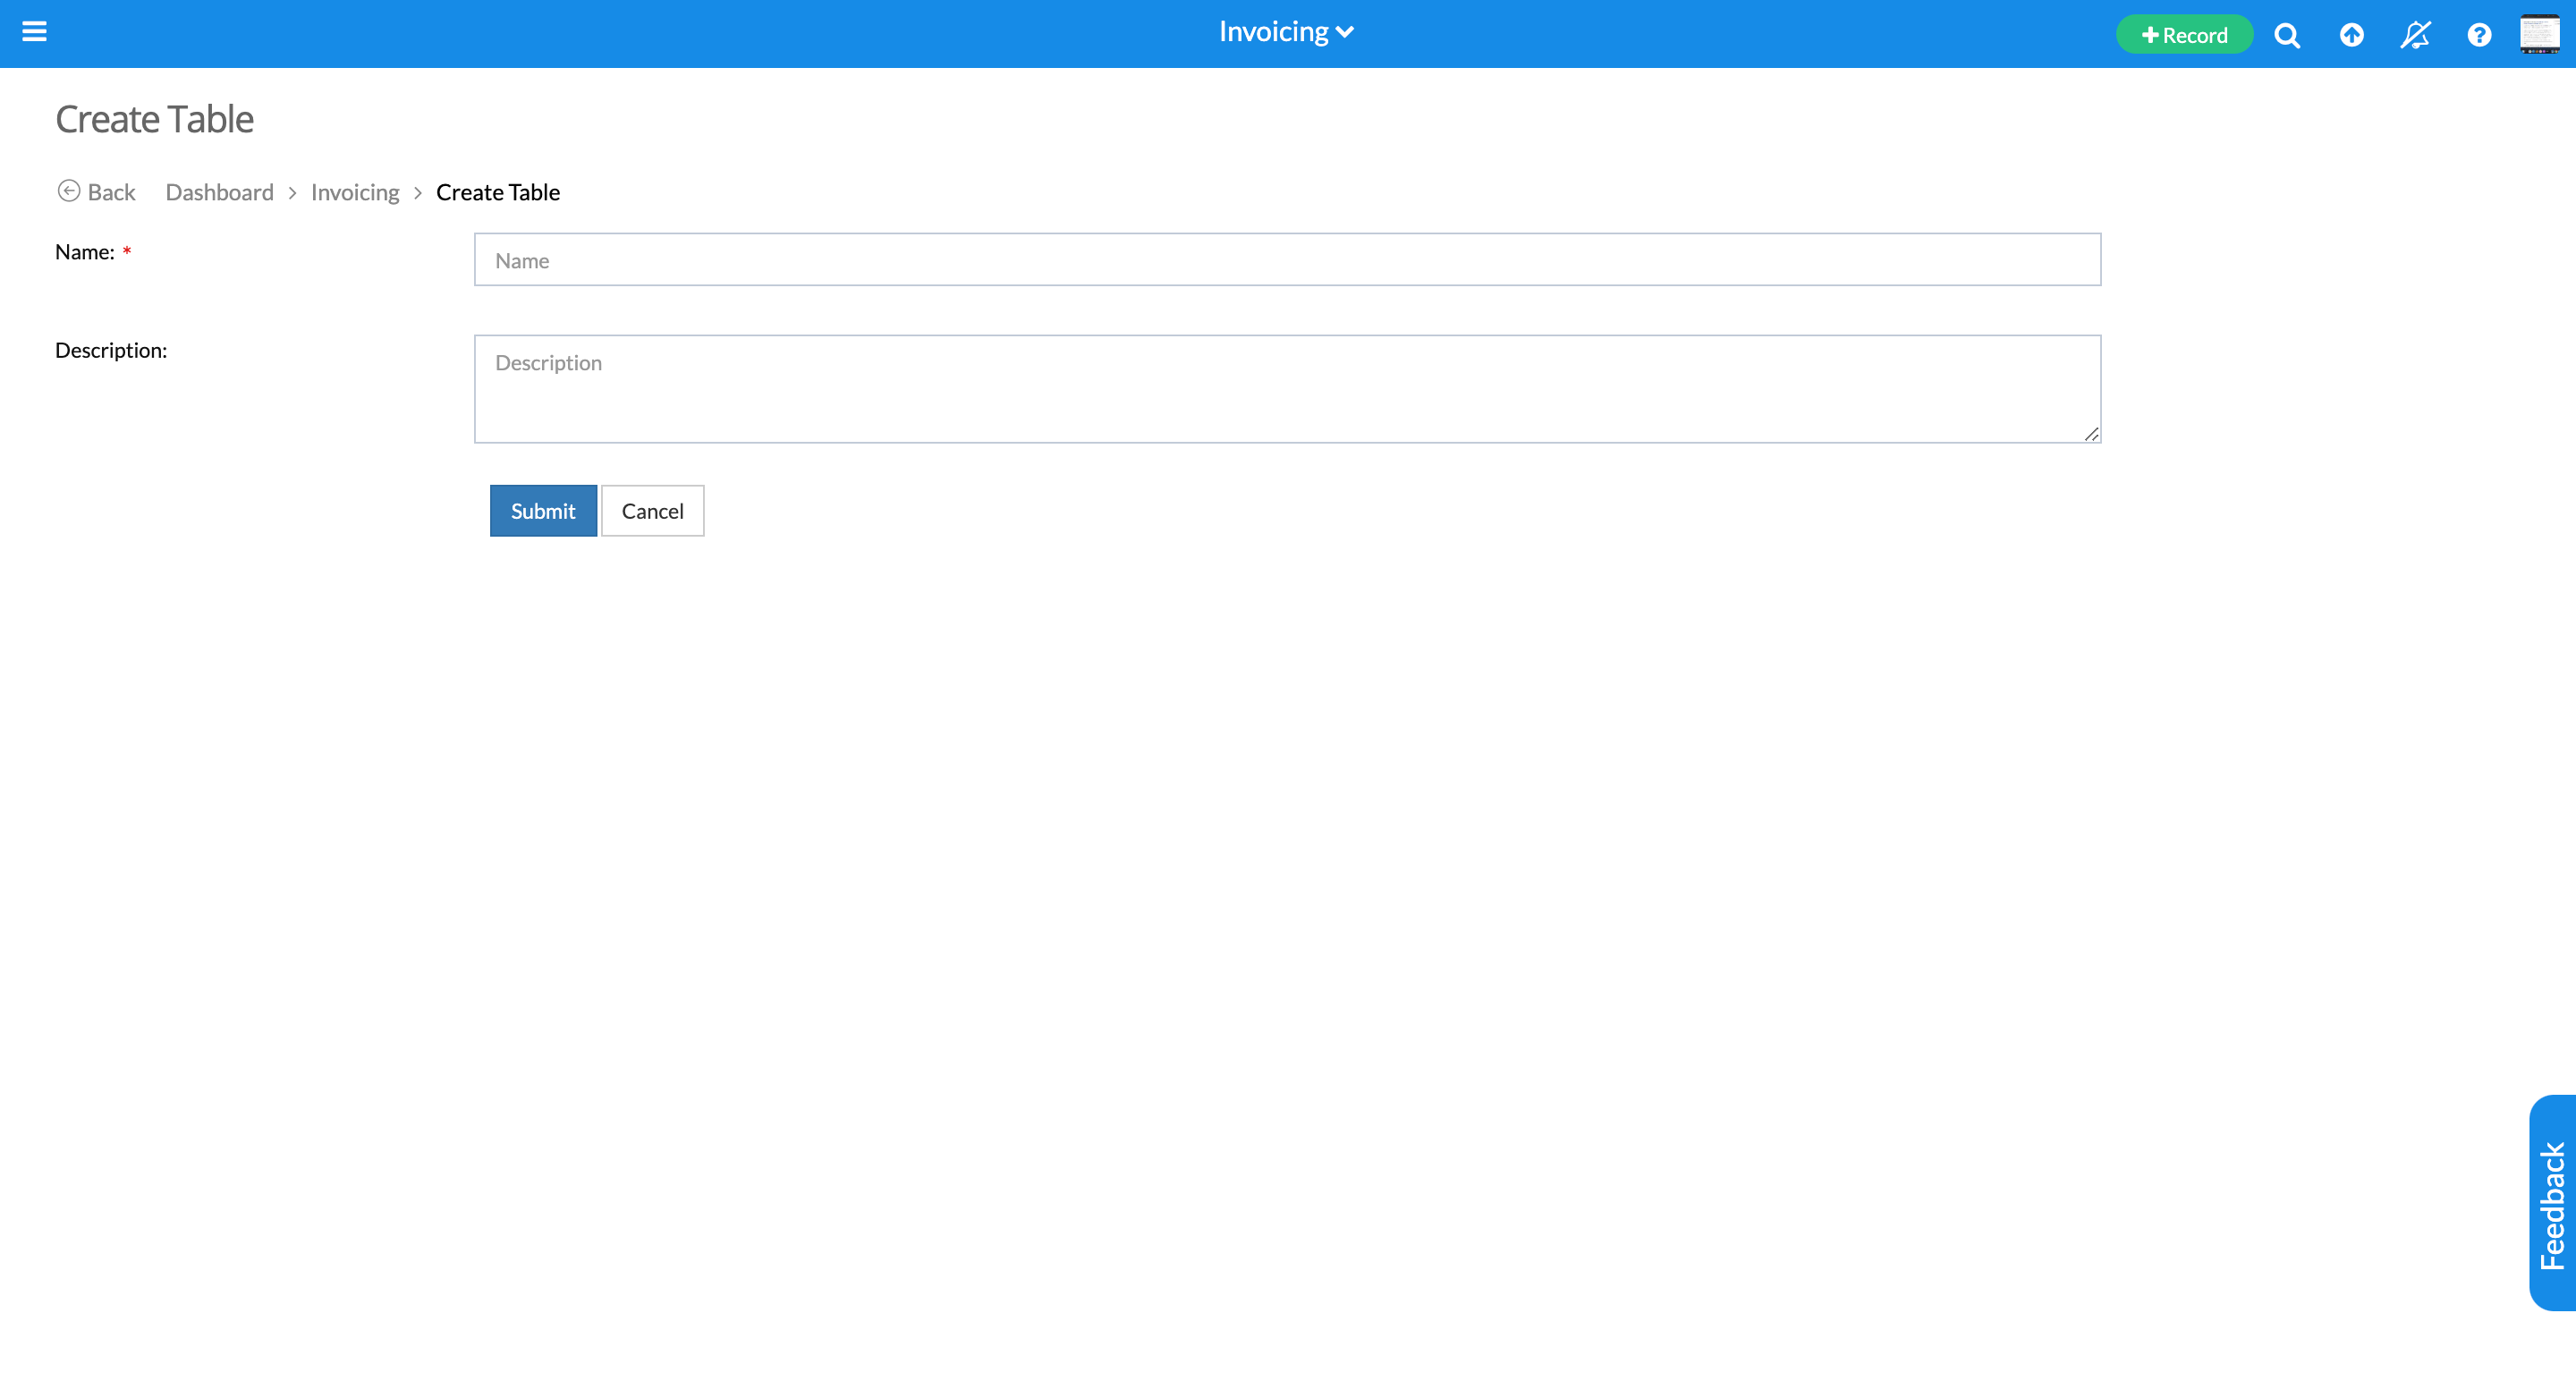 Invoicing
Record
Create Table
Back Dashboard > Invoicing > Create Table
Name: *
Name
Description:
Description
Submit Cancel
Feedback